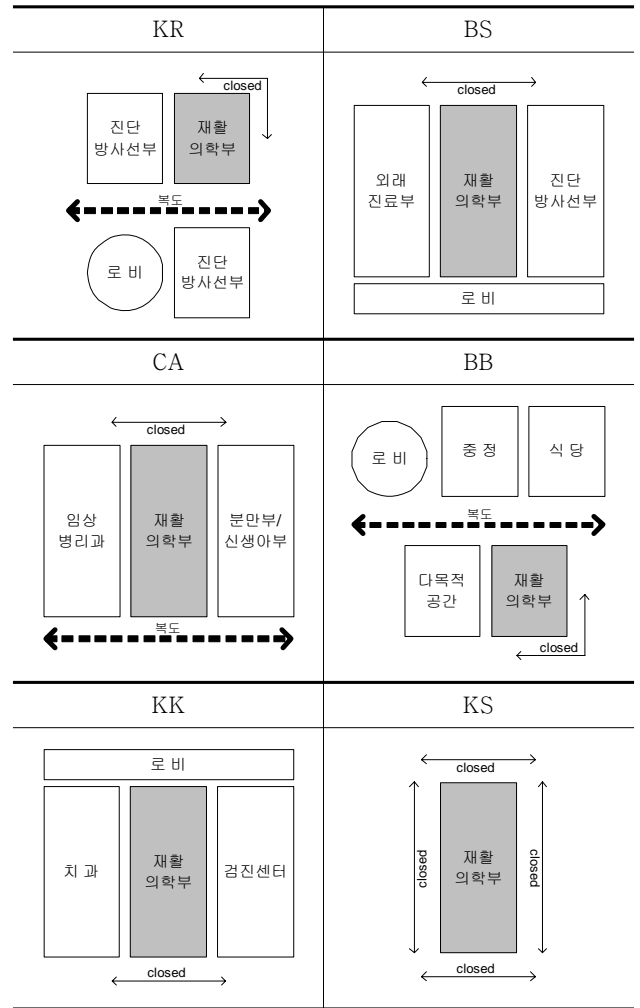 KR
BS
closed
진단
방사선부
재활
의학부
복도
로 비
진단
방사선부
closed
외래
진료부
재활
의학부
진단
방사선부
로 비
CA
BB
closed
임상
병리과
재활
의학부
분만부/
신생아부
복도
로 비
중 정
식 당
복도
다목적
공간
재활
의학부
closed
KK
KS
로 비
치 과
재활
의학부
검진센터
closed
closed
closed
재활
의학부
closed
closed